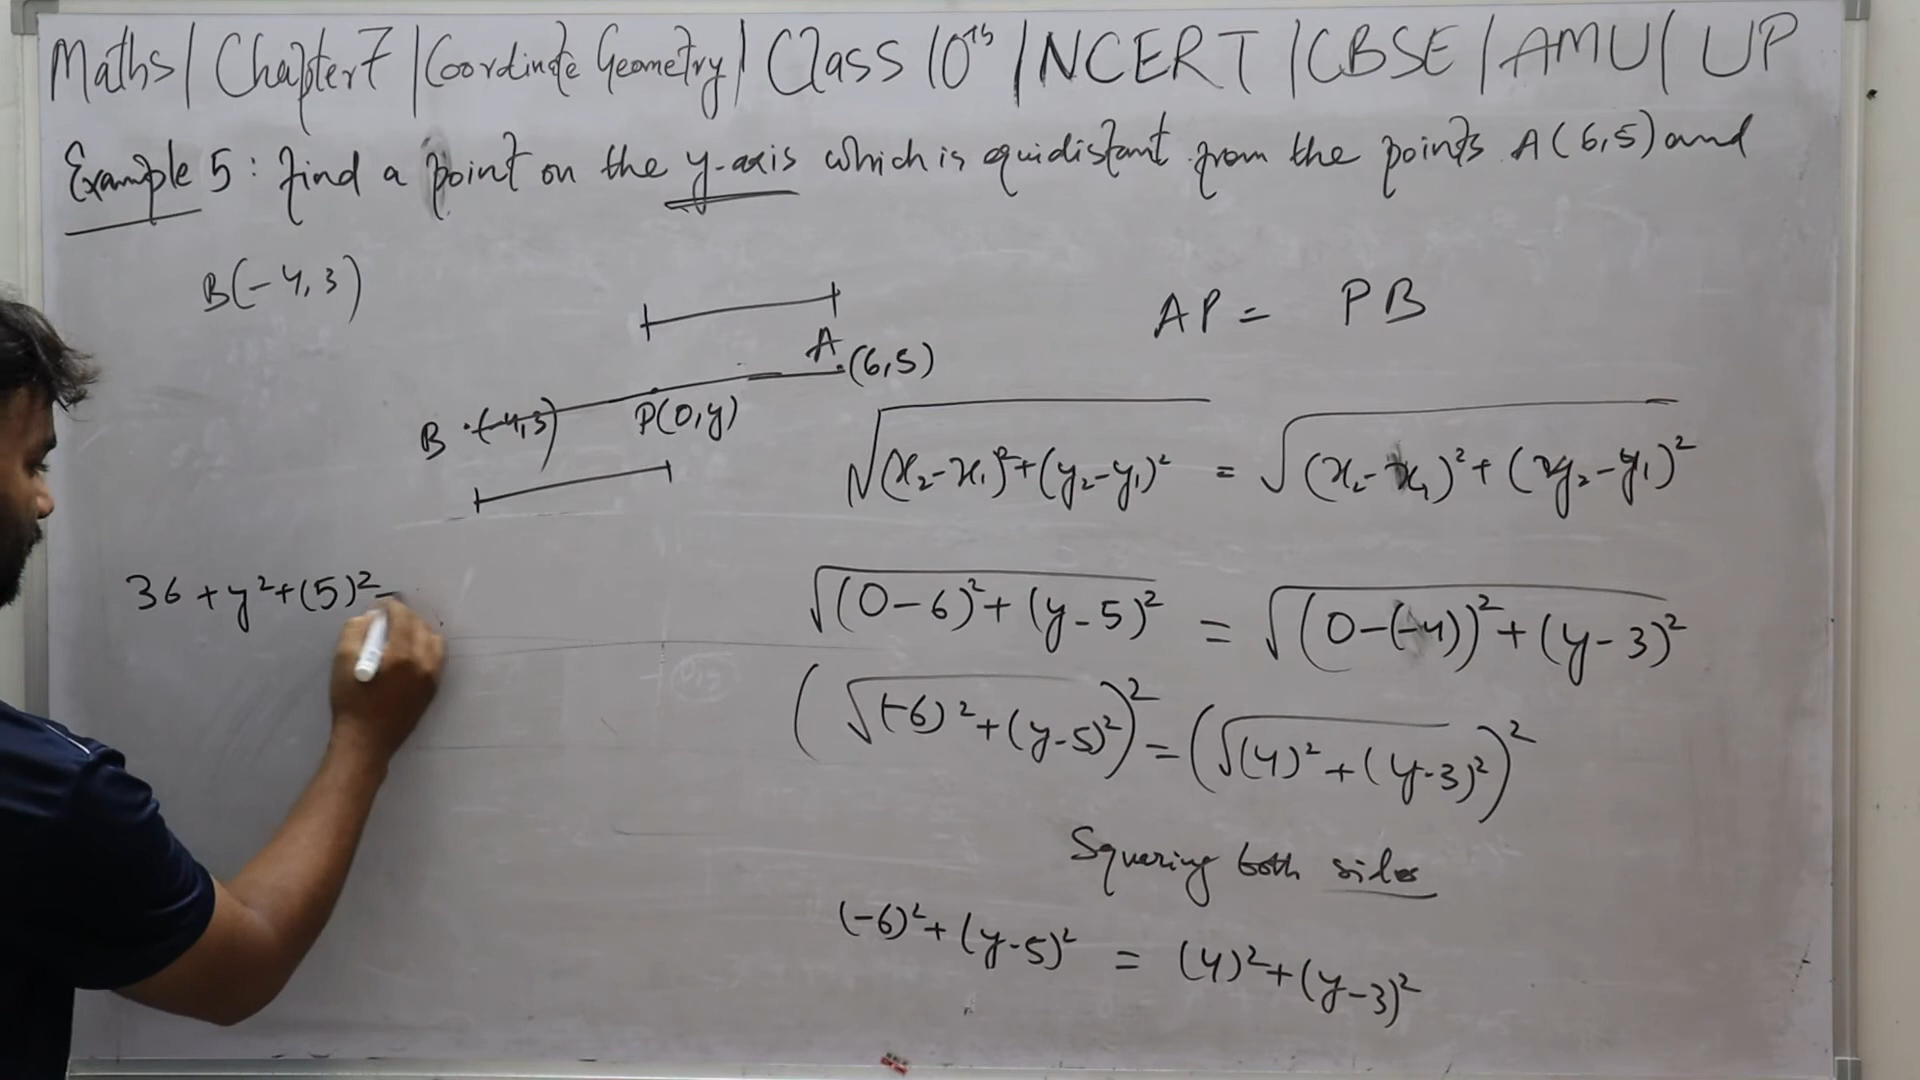 Maths / Chapter 7 / Coordinate Geometry / Class 10th / NCERT / CBSE / AMU / UP
Example 5: find a point on the y-axis which is equidistant from the points A(6,5) and
B(-4,3)
AP = PB
A
(6,5)
P(0,y)
B (-4,3)
√(x₂-x₁)²+(y₂-y₁)² = √(x₂-x₁)²+(y₂-y₁)²
36+y²+(5)²-
√(0-6)²+(y-5)² = √(0-(-4))²+(y-3)²
(√(-6)²+(y-5)²)² = (√(4)²+(y-3)²)²
Squaring both sides
(-6)²+(y-5)² = (4)²+(y-3)²